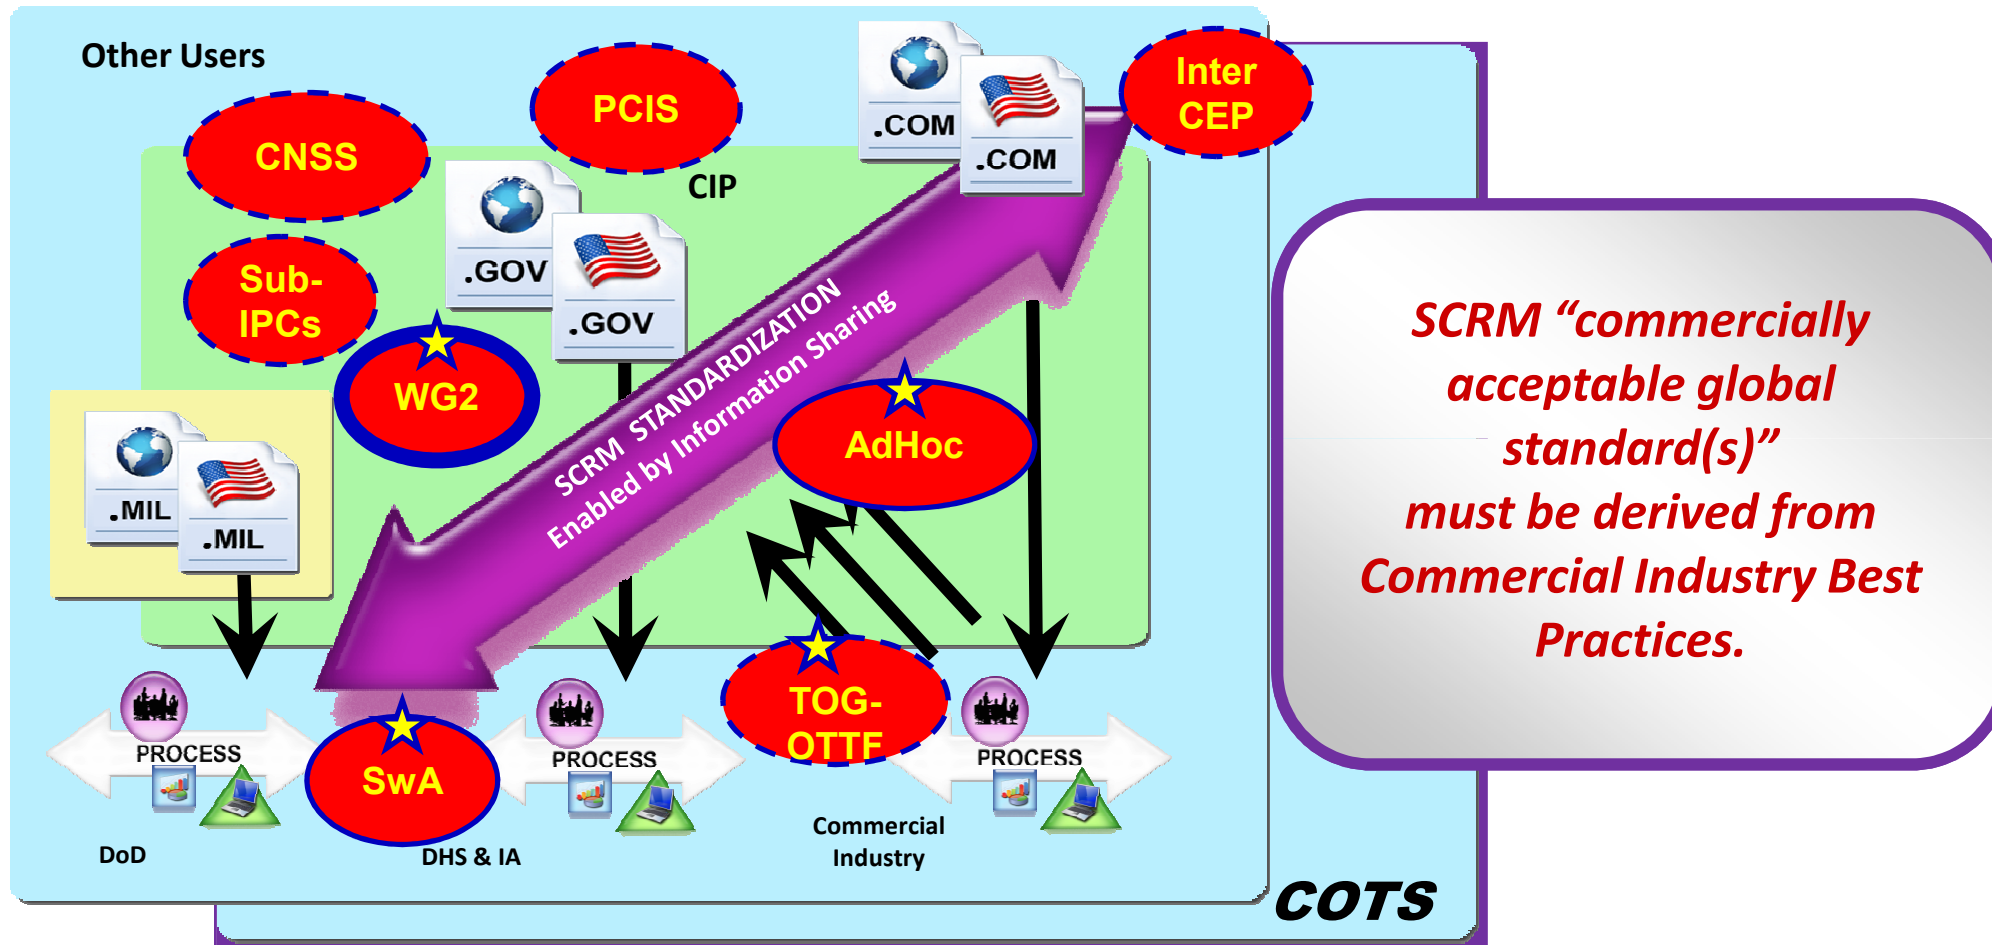 Other Users
CNSS
PCIS
.COM
.COM
Inter
CEP
CIP
Sub-
IPCs
.GOV
.GOV
WG2
.MIL
.MIL
SCRM STANDARDIZATION
Enabled by Information Sharing
AdHoc
SCRM “commercially
acceptable global
standard(s)”
must be derived from
Commercial Industry Best
Practices.
PROCESS
SwA
PROCESS
TOG-
OTTF
PROCESS
DoD
DHS & IA
Commercial
Industry
COTS